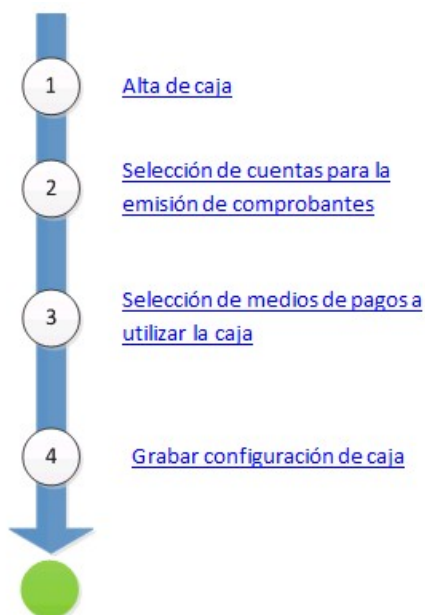 1
Alta de caja
2
Selección de cuentas para la
emisión de comprobantes
3
Selección de medios de pagos a
utilizar la caja
4
Grabar configuración de caja